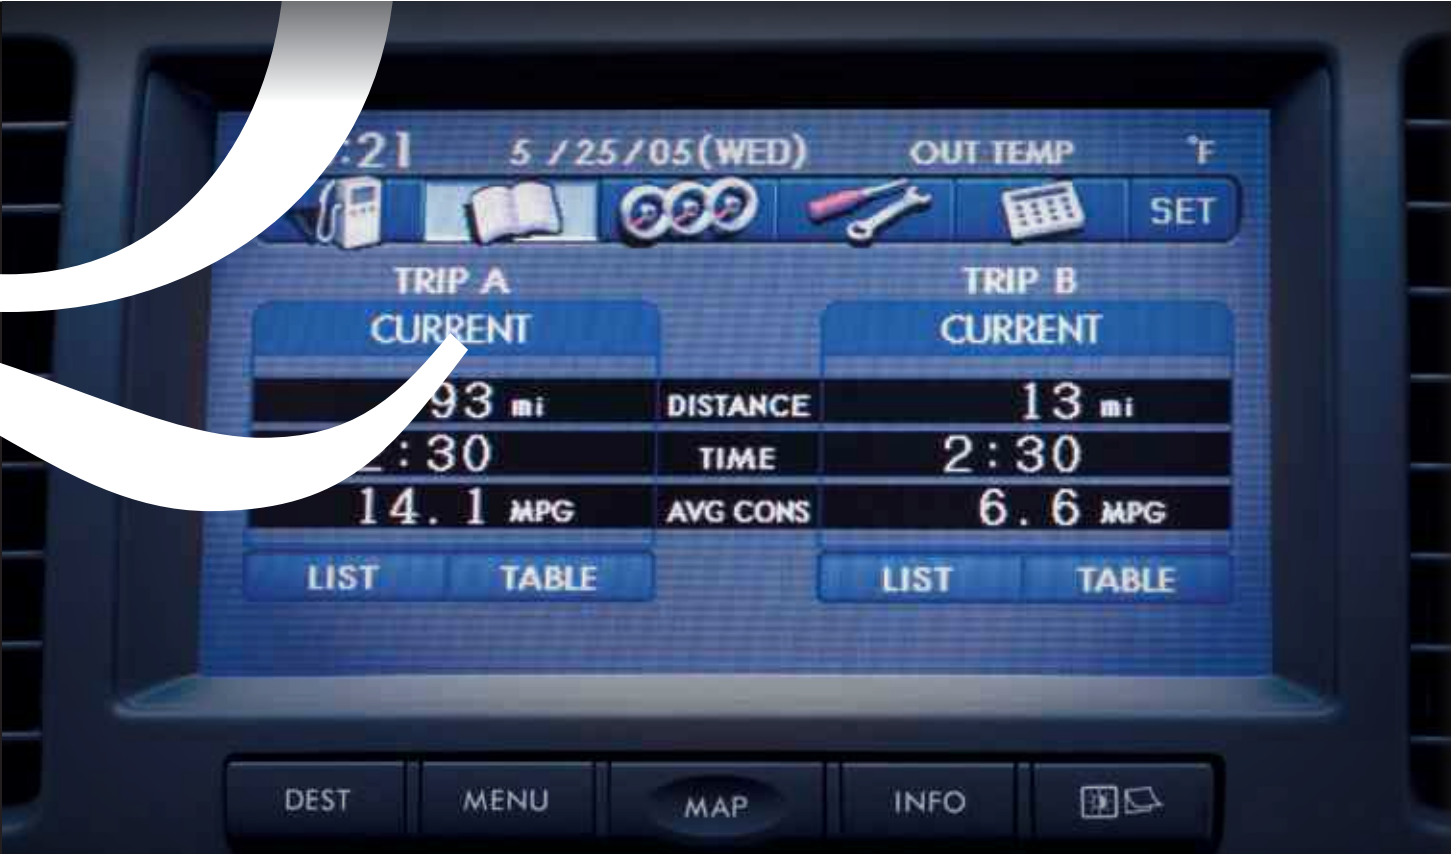 :21 5 /25/05(WED) OUT TEMP °F
SET
TRIP A TRIP B
CURRENT CURRENT
93 mi DISTANCE 13 mi
:30 TIME 2:30
14.1 MPG AVG CONS 6.6 MPG
LIST TABLE LIST TABLE
DEST MENU MAP INFO